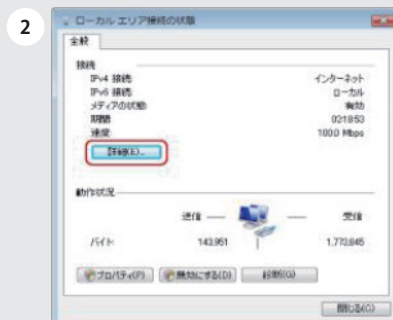 2
ローカル エリア接続の状態
全般
接続
IPv4 接続 インターネット
IPv6 接続 ローカル
メディアの状態 有効
期間 02:18:53
速度 100.0 Mbps
詳細(E)...
動作状況
送信 — — 受信
バイト 143,951 1,773,845
プロパティ(P) 無効にする(D) 診断(G)
閉じる(C)